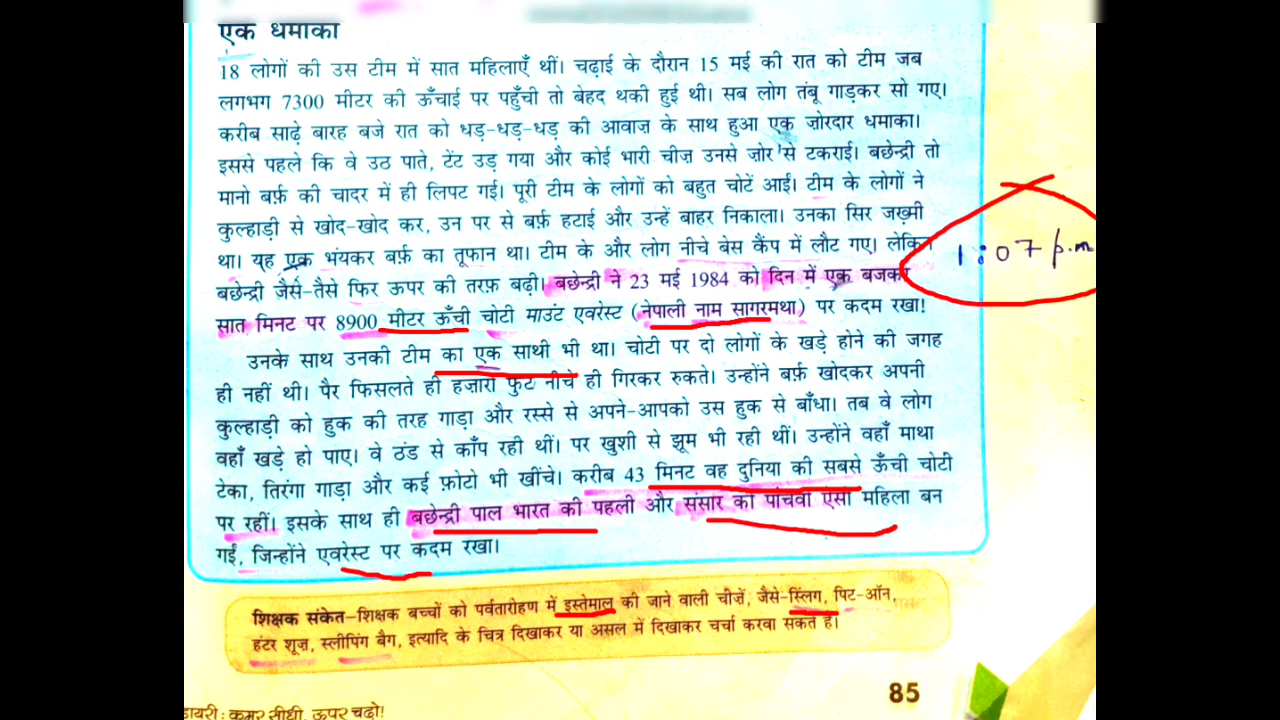 एक धमाका
18 लोगों की उस टीम में सात महिलाएँ थीं। चढ़ाई के दौरान 15 मई की रात को टीम जब
लगभग 7300 मीटर की ऊँचाई पर पहुँची तो बेहद थकी हुई थी। सब लोग तंबू गाड़कर सो गए।
करीब साढ़े बारह बजे रात को धड़-धड़-धड़ की आवाज़ के साथ हुआ एक ज़ोरदार धमाका।
इससे पहले कि वे उठ पाते, टेंट उड़ गया और कोई भारी चीज़ उनसे ज़ोर से टकराई। बछेन्द्री तो
मानो बर्फ़ की चादर में ही लिपट गई। पूरी टीम के लोगों को बहुत चोटें आईं। टीम के लोगों ने
कुल्हाड़ी से खोद-खोद कर, उन पर से बर्फ़ हटाई और उन्हें बाहर निकाला। उनका सिर जख़्मी
था। यह एक भंयकर बर्फ़ का तूफ़ान था। टीम के और लोग नीचे बेस कैंप में लौट गए। लेकिन
बछेन्द्री जैसे-तैसे फिर ऊपर की तरफ़ बढ़ी। बछेन्द्री ने 23 मई 1984 को दिन में एक बजकर
सात मिनट पर 8900 मीटर ऊँची चोटी माउंट एवरेस्ट (नेपाली नाम सागरमथा) पर कदम रखा!
उनके साथ उनकी टीम का एक साथी भी था। चोटी पर दो लोगों के खड़े होने की जगह
ही नहीं थी। पैर फिसलते ही हज़ारों फुट नीचे ही गिरकर रुकते। उन्होंने बर्फ़ खोदकर अपनी
कुल्हाड़ी को हुक की तरह गाड़ा और रस्से से अपने-आपको उस हुक से बाँधा। तब वे लोग
वहाँ खड़े हो पाए। वे ठंड से काँप रही थीं। पर खुशी से झूम भी रही थीं। उन्होंने वहाँ माथा
टेका, तिरंगा गाड़ा और कई फ़ोटो भी खींचे। करीब 43 मिनट वह दुनिया की सबसे ऊँची चोटी
पर रहीं। इसके साथ ही बछेन्द्री पाल भारत की पहली और संसार की पांचवी ऐसी महिला बन
गईं, जिन्होंने एवरेस्ट पर कदम रखा।
1:07 p.m
शिक्षक संकेत–शिक्षक बच्चों को पर्वतारोहण में इस्तेमाल की जाने वाली चीज़ें, जैसे-स्लिंग, पिट-ऑन,
हंटर शूज़, स्लीपिंग बैग, इत्यादि के चित्र दिखाकर या असल में दिखाकर चर्चा करवा सकते हैं।
85
डायरी: कमर सीधी, ऊपर चढ़ो!